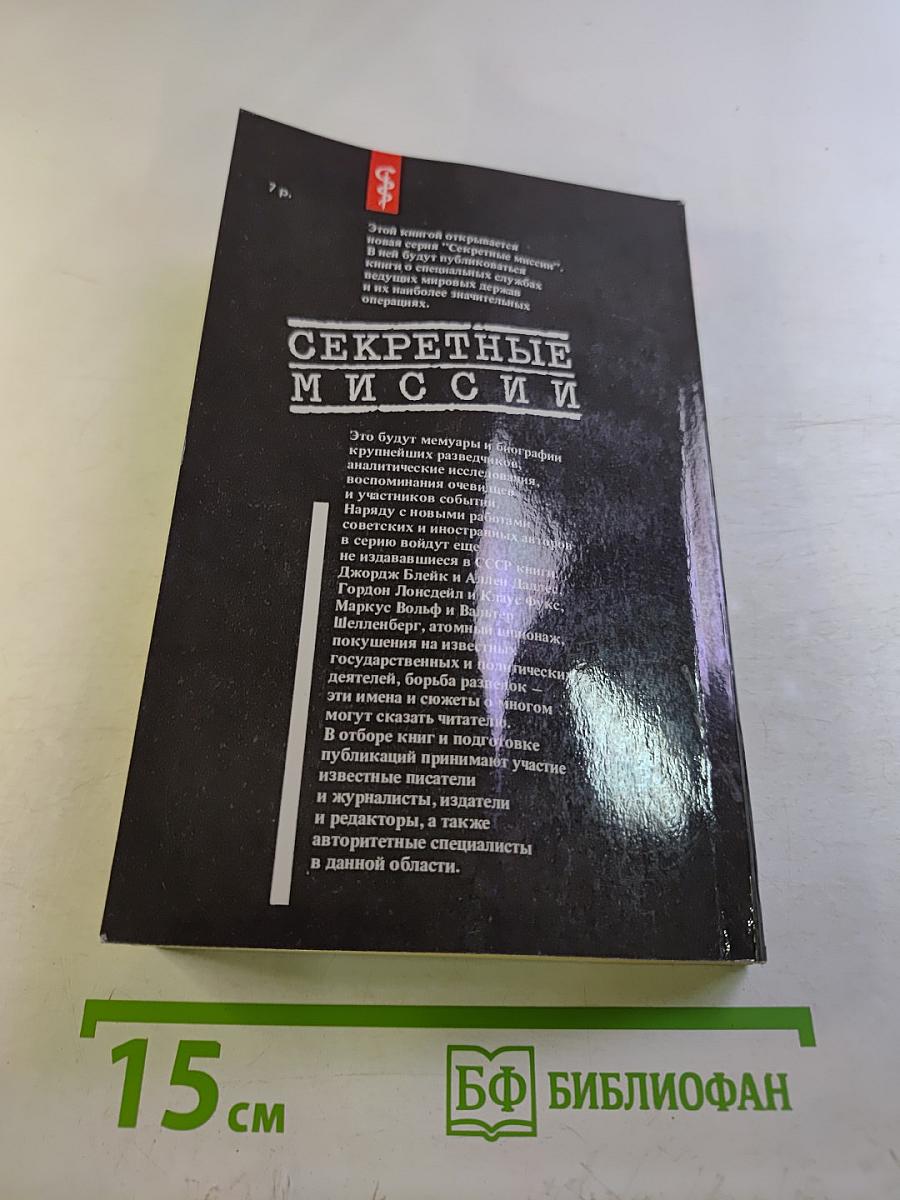 7 р.
Этой книгой открывается
новая серия "Секретные миссии".
В ней будут публиковаться
книги о специальных службах
ведущих мировых держав
и их наиболее значительных
операциях.
СЕКРЕТНЫЕ
МИССИИ
Это будут мемуары и биографии
крупнейших разведчиков,
аналитические исследования,
воспоминания очевидцев
и участников событий.
Наряду с новыми работами
советских и иностранных авторов
в серию войдут еще
не издававшиеся в СССР книги.
Джордж Блейк и Аллен Даллес,
Гордон Лонсдейл и Клаус Фукс,
Маркус Вольф и Вальтер
Шелленберг, атомный шпионаж,
покушения на известных
государственных и политических
деятелей, борьба разведок —
эти имена и сюжеты о многом
могут сказать читателю.
В отборе книг и подготовке
публикаций принимают участие
известные писатели
и журналисты, издатели
и редакторы, а также
авторитетные специалисты
в данной области.
15 см
БФ БИБЛИОФАН